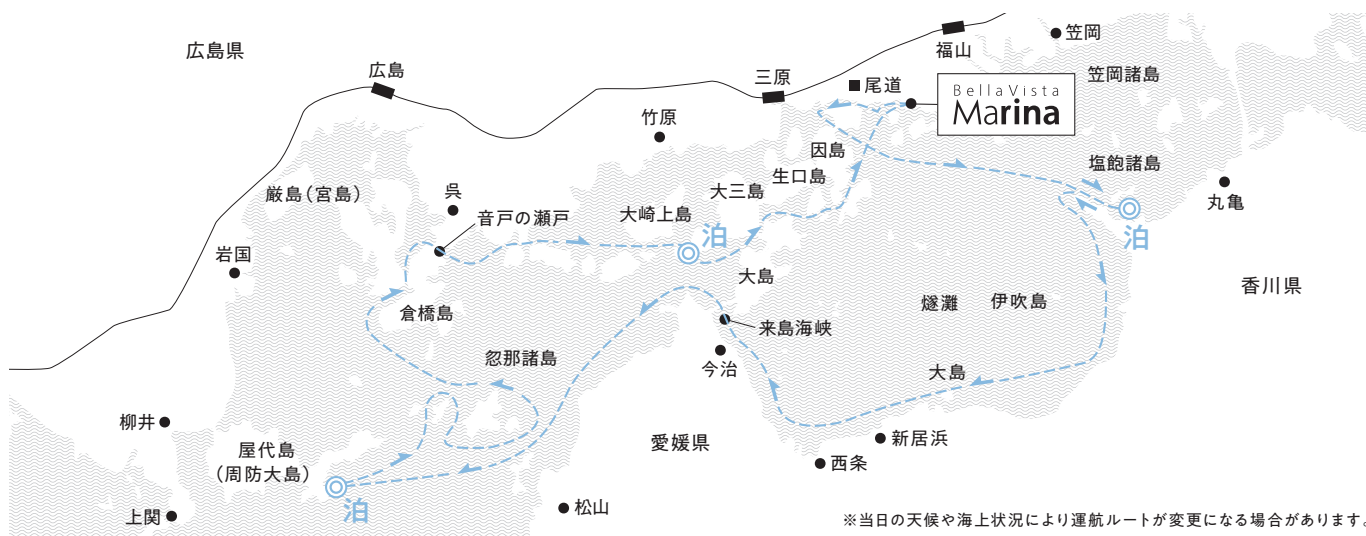 広島県
広島
三原
福山
笠岡
尾道
笠岡諸島
BellaVista
Marina
竹原
因島
生口島
大三島
塩飽諸島
丸亀
厳島（宮島）
呉
音戸の瀬戸
大崎上島
泊
泊
岩国
大島
香川県
倉橋島
燧灘
伊吹島
来島海峡
忽那諸島
今治
大島
柳井
屋代島
（周防大島）
愛媛県
新居浜
西条
泊
上関
松山
※当日の天候や海上状況により運航ルートが変更になる場合があります。